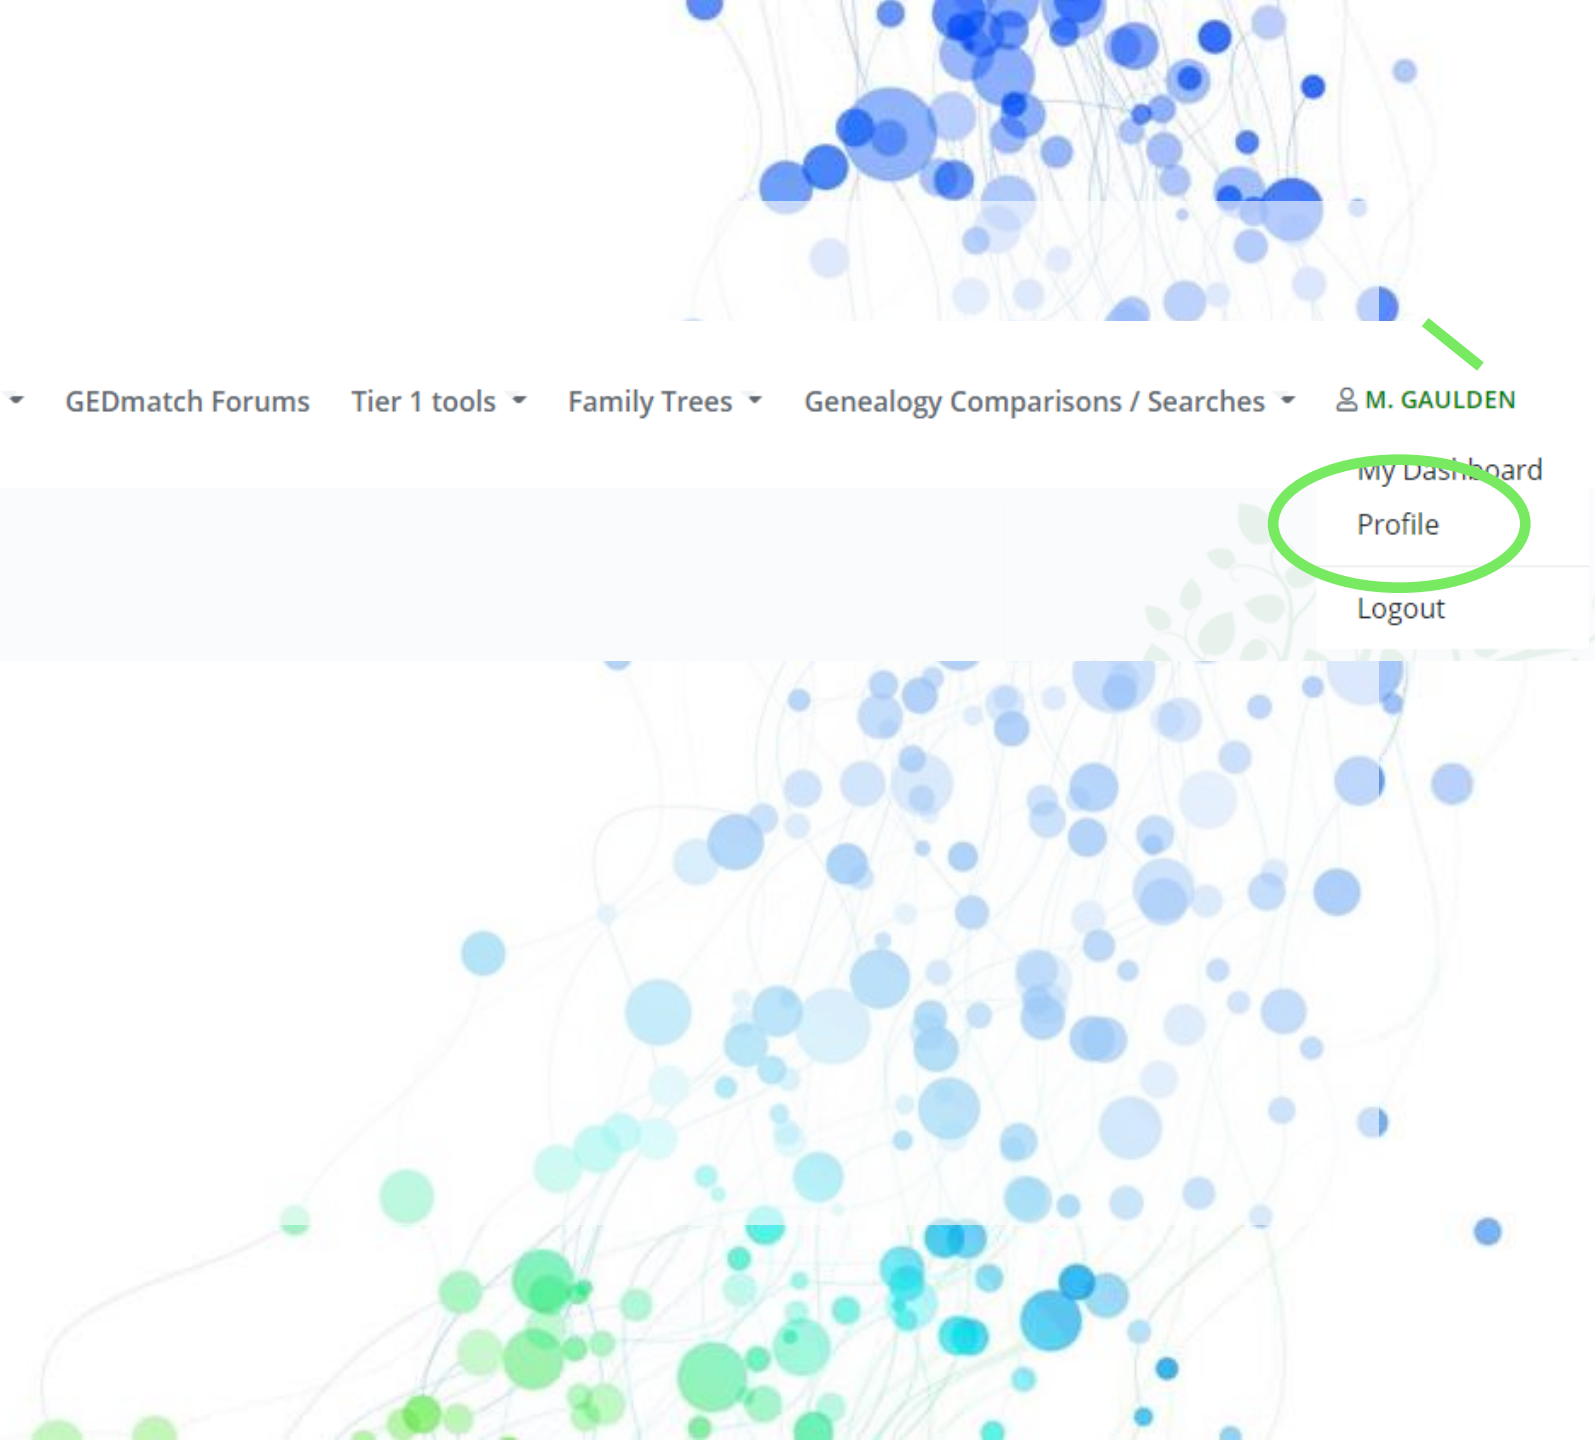 GEDmatch Forums Tier 1 tools Family Trees Genealogy Comparisons / Searches M. GAULDEN
My Dashboard
Profile
Logout